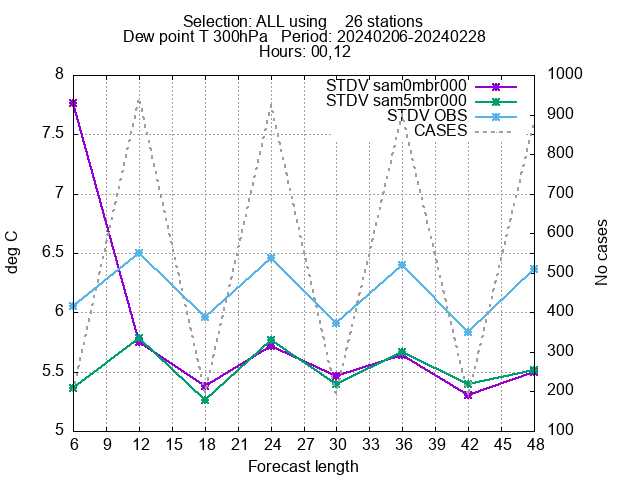 Selection: ALL using    26 stations
Dew point T 300hPa   Period: 20240206-20240228
Hours: 00,12
STDV sam0mbr000
STDV sam5mbr000
STDV OBS
CASES
8
7.5
7
6.5
6
5.5
5
deg C
1000
900
800
700
600
500
400
300
200
100
No cases
6 9 12 15 18 21 24 27 30 33 36 39 42 45 48
Forecast length